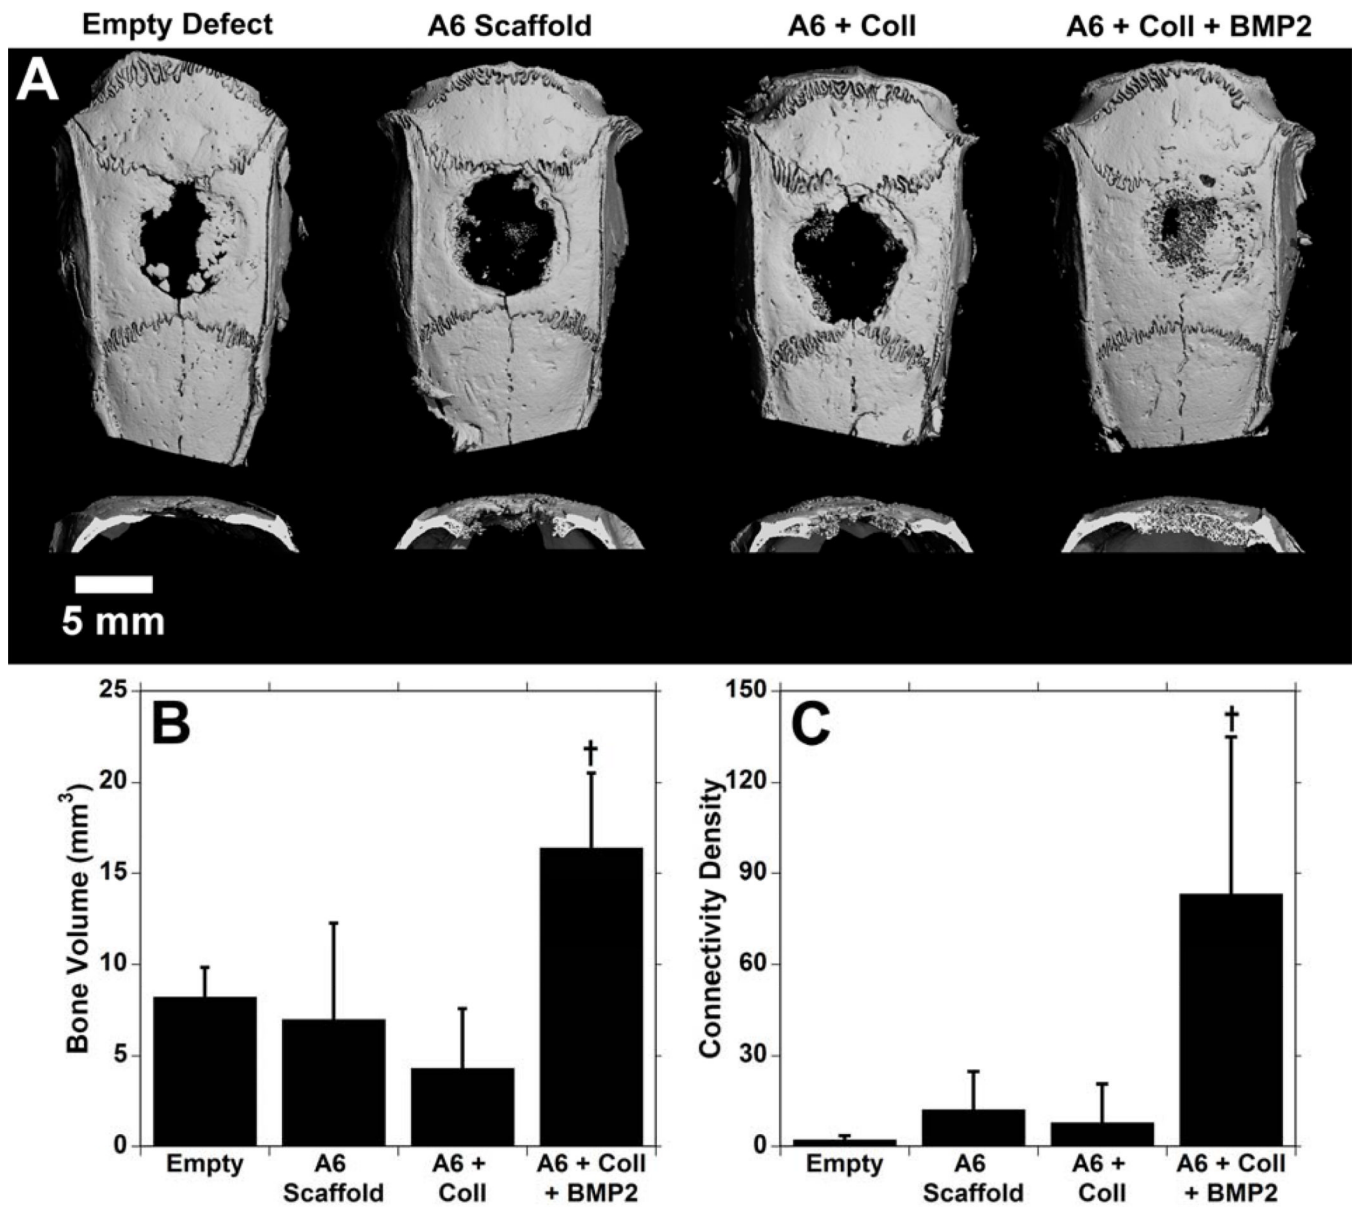 Empty Defect
A6 Scaffold
A6 + Coll
A6 + Coll + BMP2
A
5 mm
B
Bone Volume (mm³)
25
20
15
10
5
0
†
Empty
A6
Scaffold
A6 +
Coll
A6 + Coll
+ BMP2
C
Connectivity Density
150
120
90
60
30
0
†
Empty
A6
Scaffold
A6 +
Coll
A6 + Coll
+ BMP2